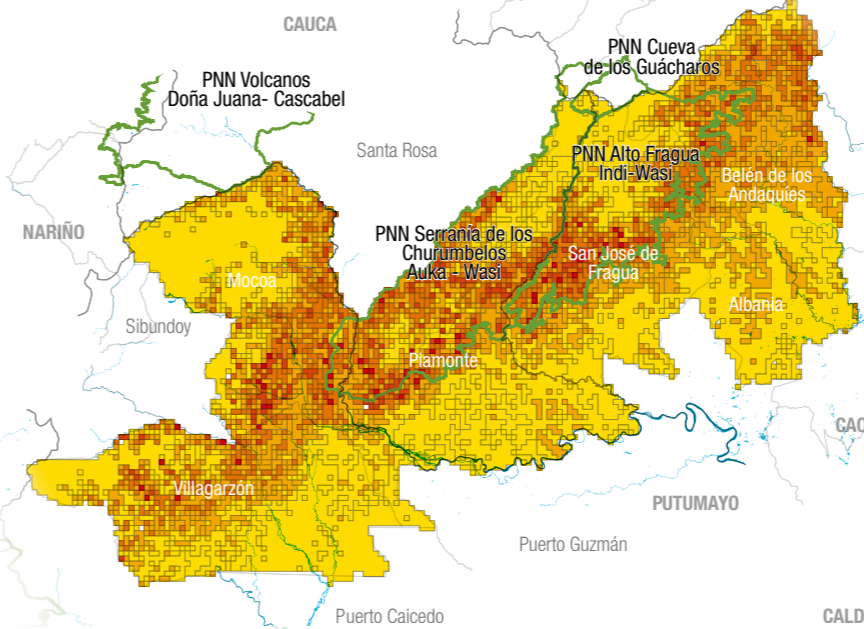 CAUCA
PNN Cueva
de los Guácharos
PNN Volcanos
Doña Juana- Cascabel
Santa Rosa
PNN Alto Fragua
Indi-Wasi
Belén de los
Andaquíes
NARIÑO
PNN Serranía de los
Churumbelos
Auka - Wasi
San José de
Fragua
Mocoa
Albania
Sibundoy
Piamonte
CAQ
Villagarzón
PUTUMAYO
Puerto Guzmán
Puerto Caicedo
CALD